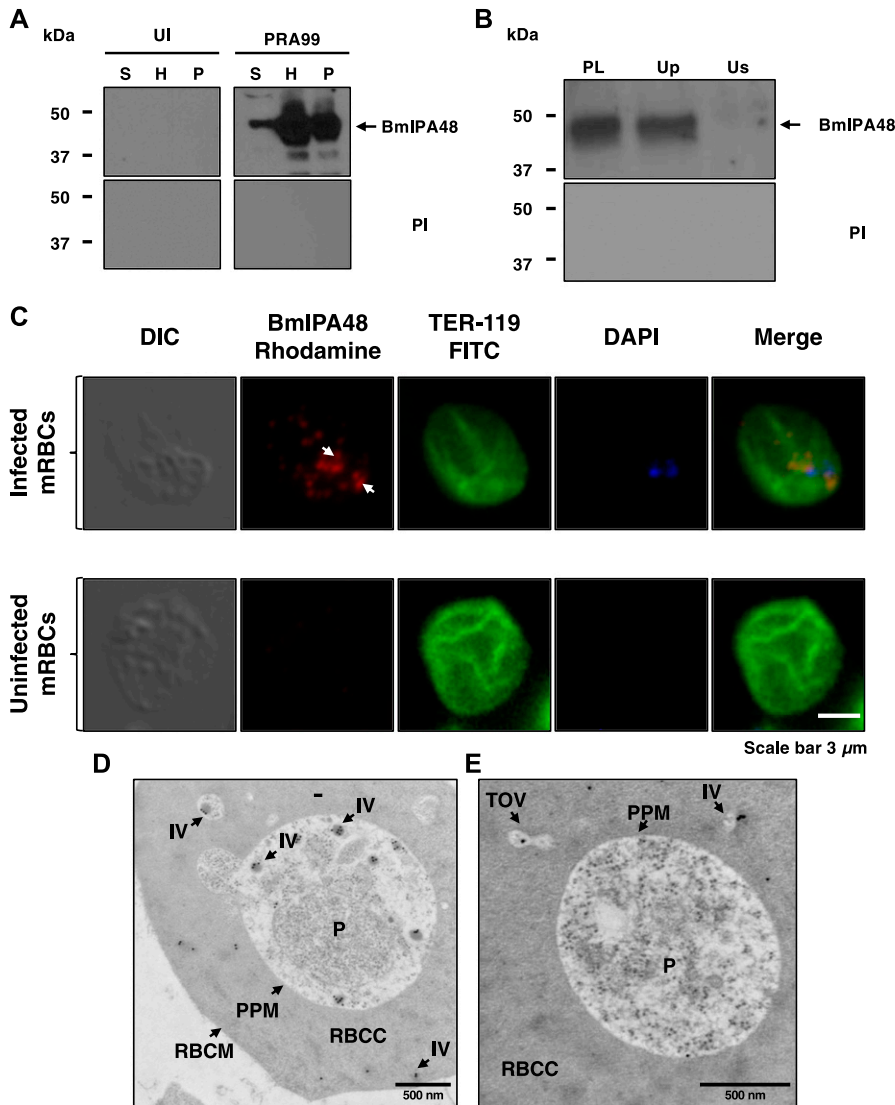 A
kDa
UI
PRA99
S H P
S H P
50
37
BmIPA48
50
37
PI
B
kDa
PL Up Us
50
BmIPA48
37
50
PI
37
C
DIC
BmIPA48
Rhodamine
TER-119
FITC
DAPI
Merge
Infected
mRBCs
Uninfected
mRBCs
Scale bar 3 µm
D
IV
IV
IV
P
PPM
RBCC
RBCM
IV
500 nm
E
TOV
PPM
IV
P
RBCC
500 nm